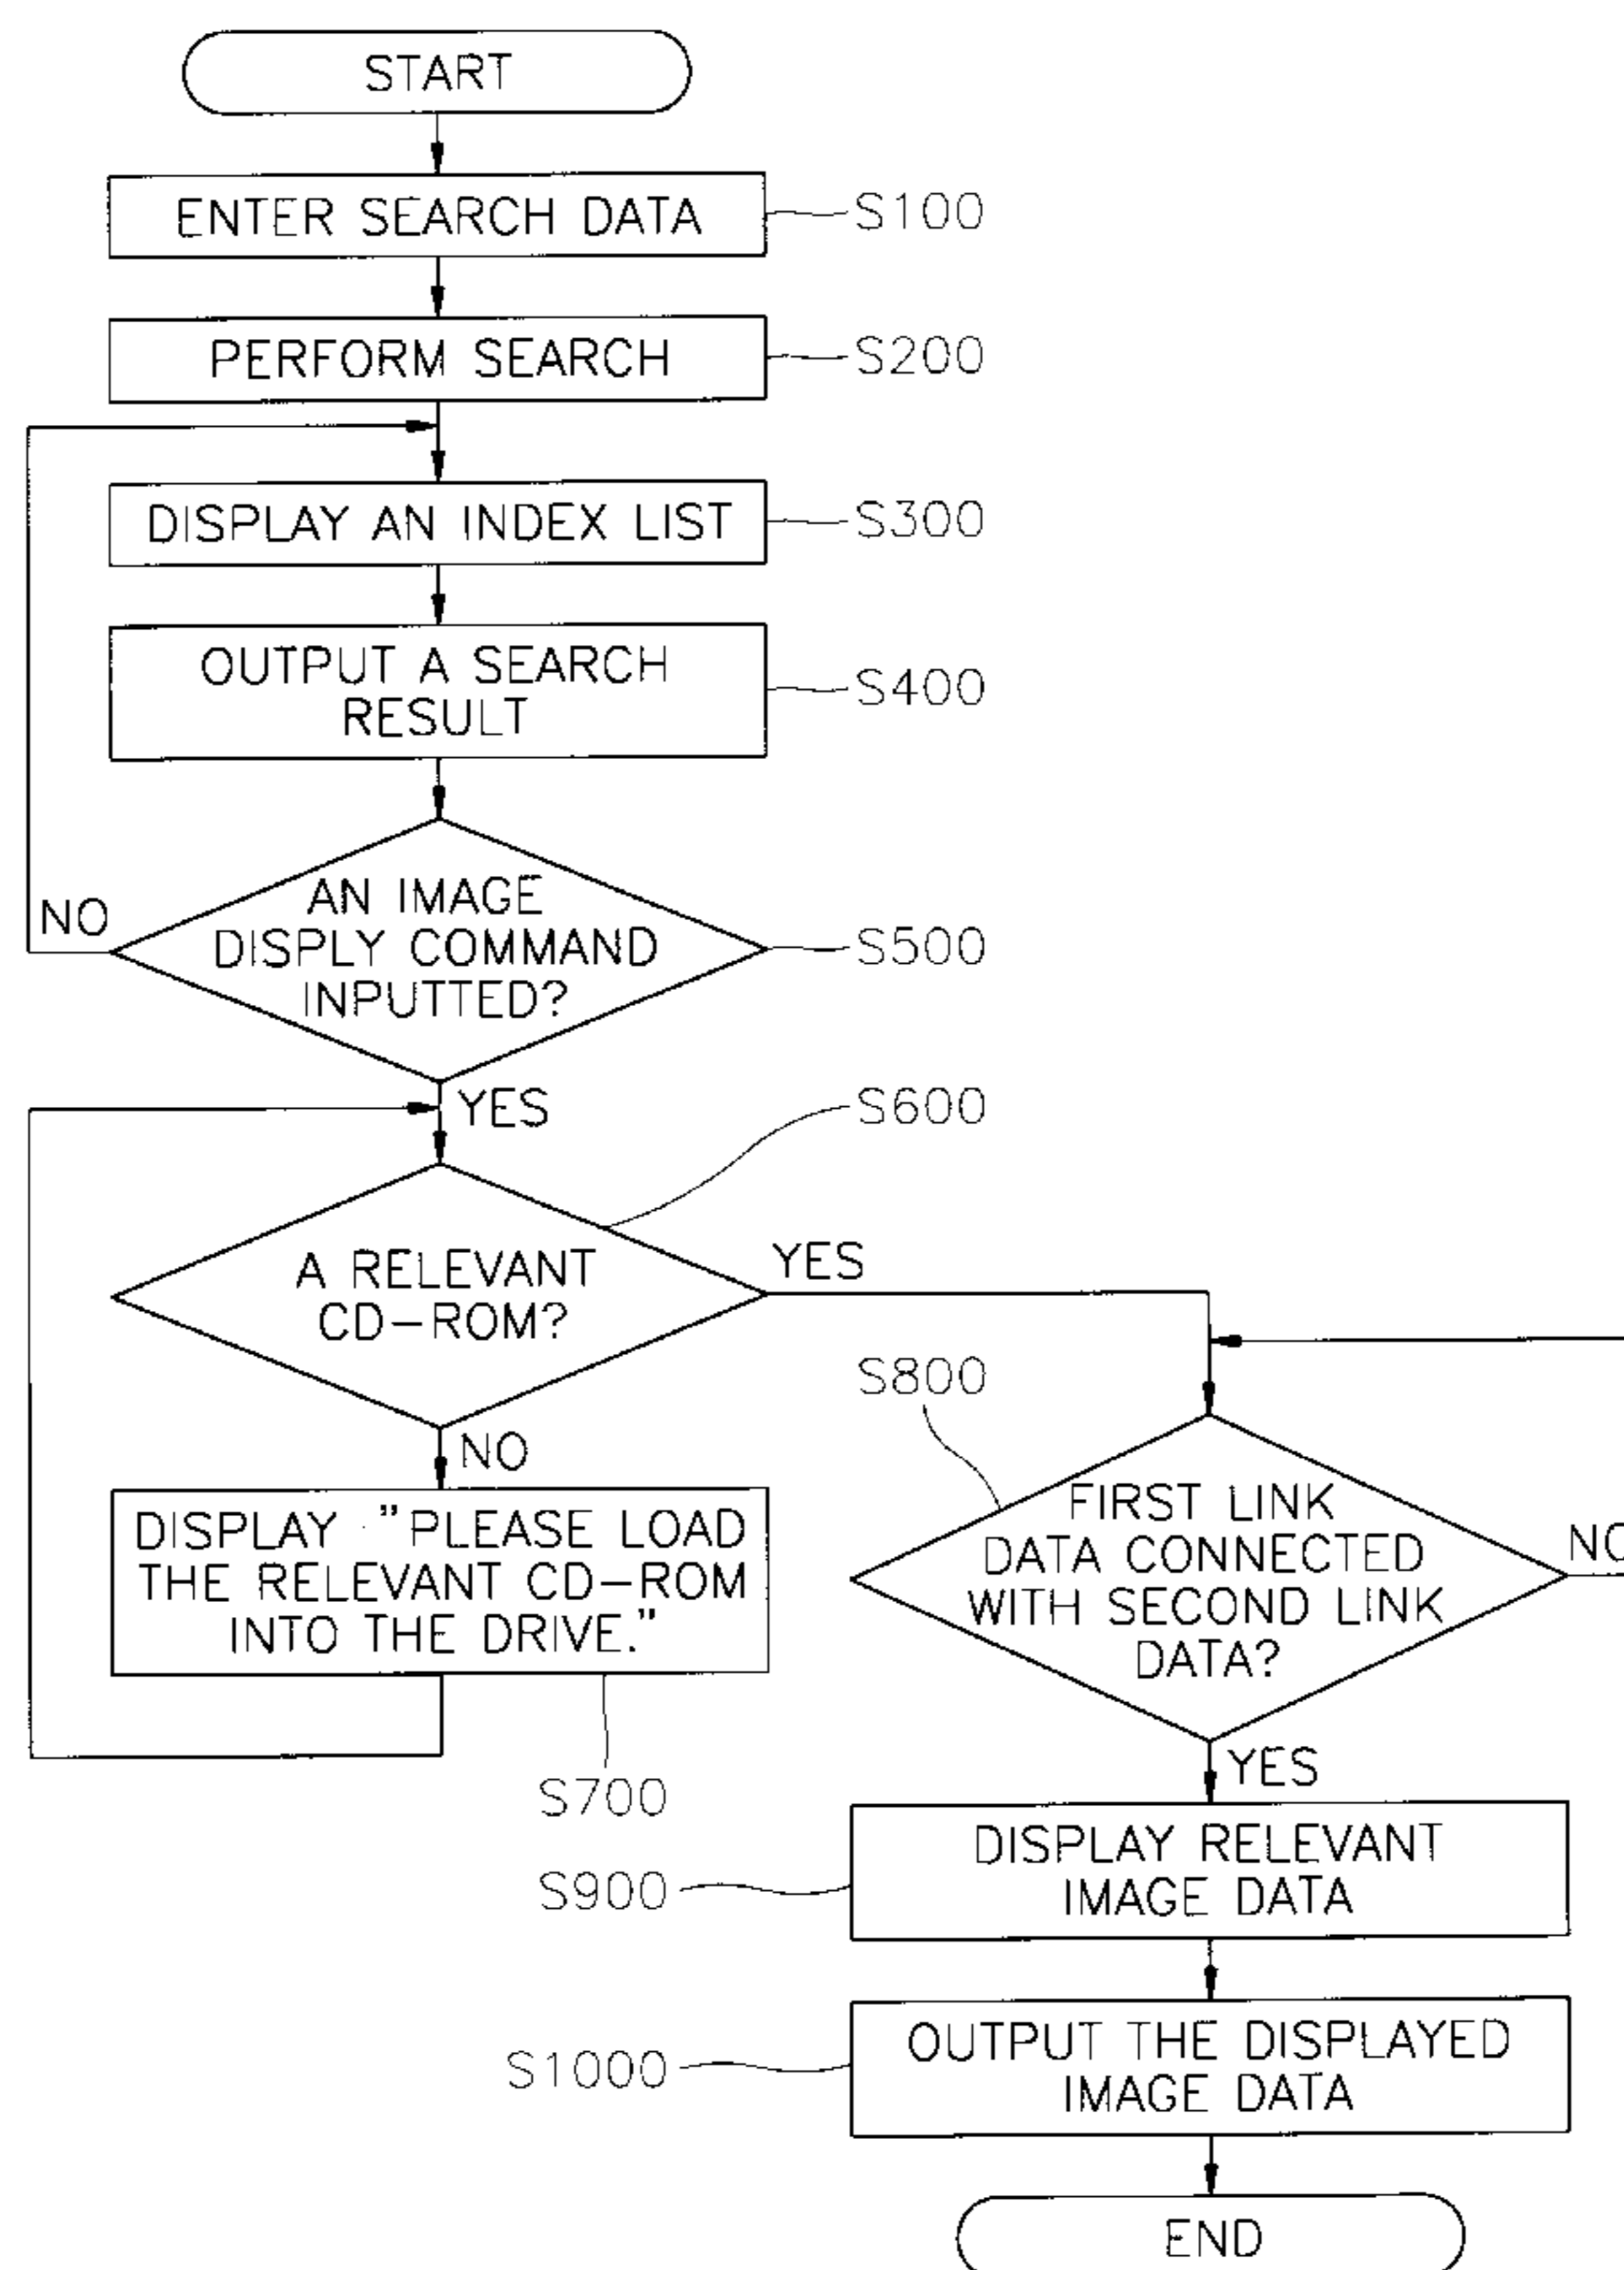 START
ENTER SEARCH DATA
S100
PERFORM SEARCH
S200
DISPLAY AN INDEX LIST
S300
OUTPUT A SEARCH
RESULT
S400
AN IMAGE
DISPLY COMMAND
INPUTTED?
NO
S500
YES
S600
A RELEVANT
CD-ROM?
YES
NO
DISPLAY "PLEASE LOAD
THE RELEVANT CD-ROM
INTO THE DRIVE."
S700
S800
FIRST LINK
DATA CONNECTED
WITH SECOND LINK
DATA?
NO
YES
DISPLAY RELEVANT
IMAGE DATA
S900
OUTPUT THE DISPLAYED
IMAGE DATA
S1000
END